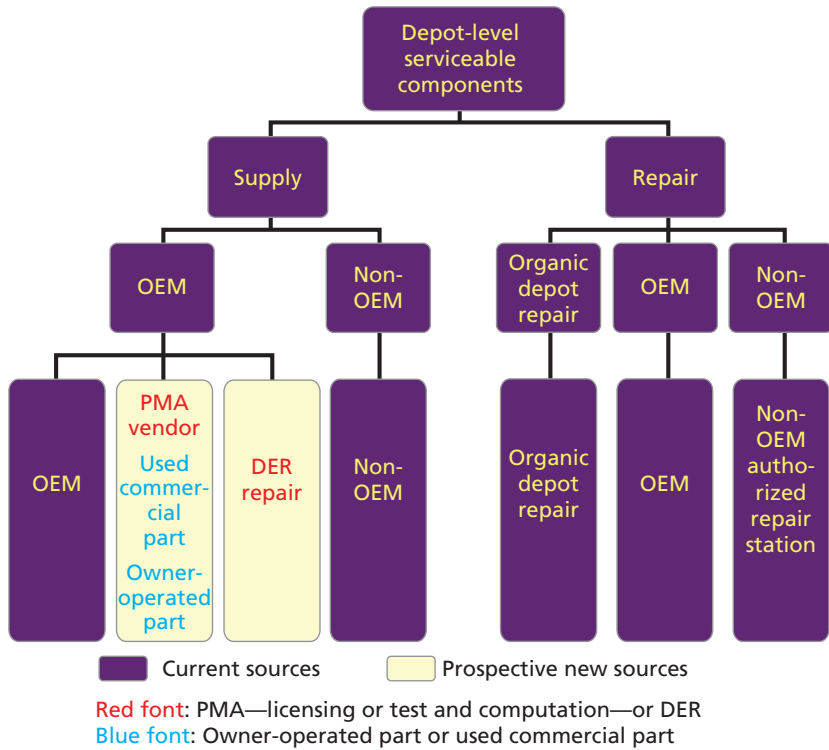 Depot-level
serviceable
components
Supply
Repair
OEM
Non-
OEM
Organic
depot
repair
OEM
Non-
OEM
OEM
PMA
vendor
Used
commer-
cial
part
Owner-
operated
part
DER
repair
Non-
OEM
Organic
depot
repair
OEM
Non-
OEM
autho-
rized
repair
station
Current sources
Prospective new sources
Red font: PMA—licensing or test and computation—or DER
Blue font: Owner-operated part or used commercial part